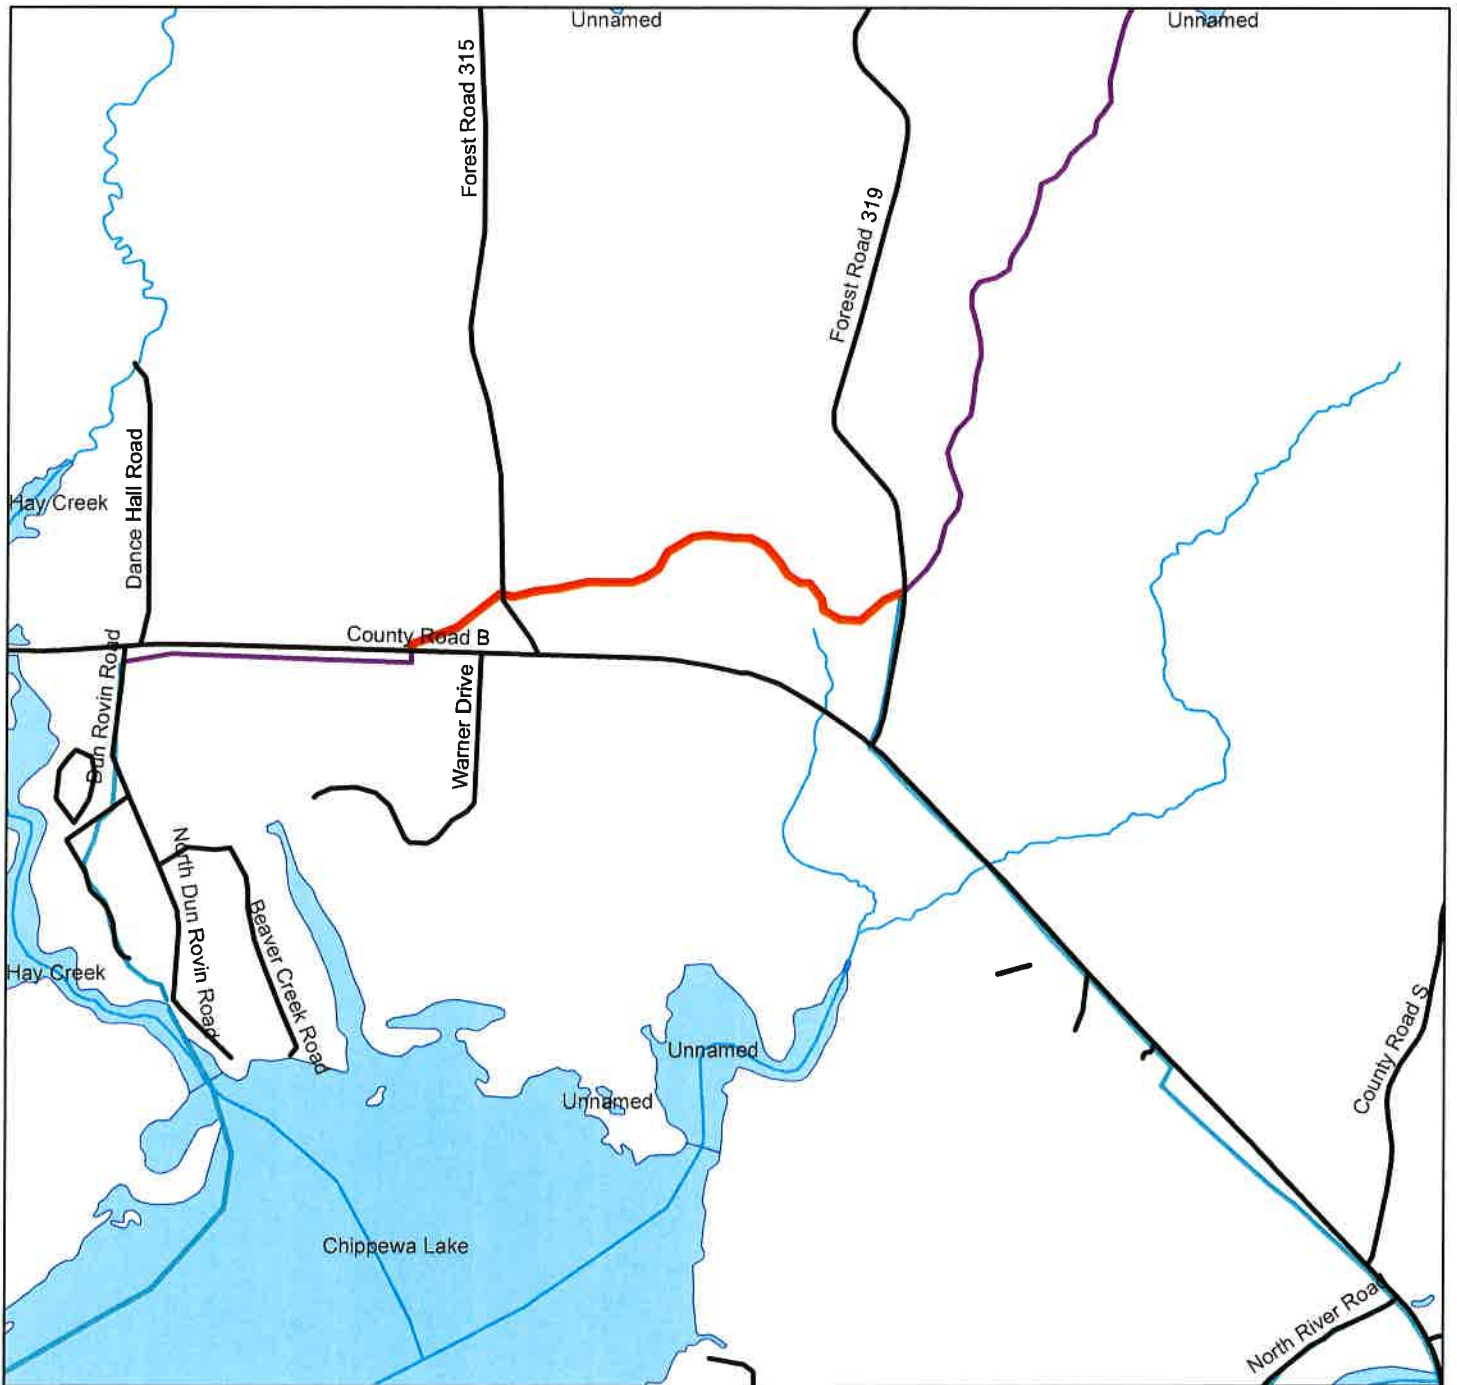 Unnamed
Unnamed
Forest Road 315
Forest Road 319
Hay Creek
Dance Hall Road
County Road B
Dun Rovin Road
Warner Drive
North Dun Rovin Road
Beaver Creek Road
Hay Creek
Unnamed
Unnamed
County Road S
Chippewa Lake
North River Road